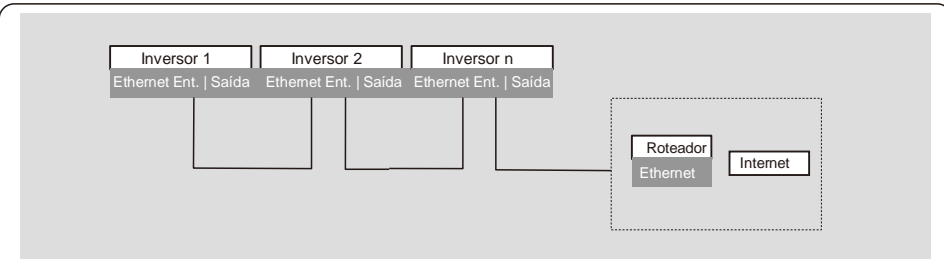 Inversor 1 Inversor 2 Inversor n
Ethernet Ent. | Saída Ethernet Ent. | Saída Ethernet Ent. | Saída
Roteador
Ethernet
Internet